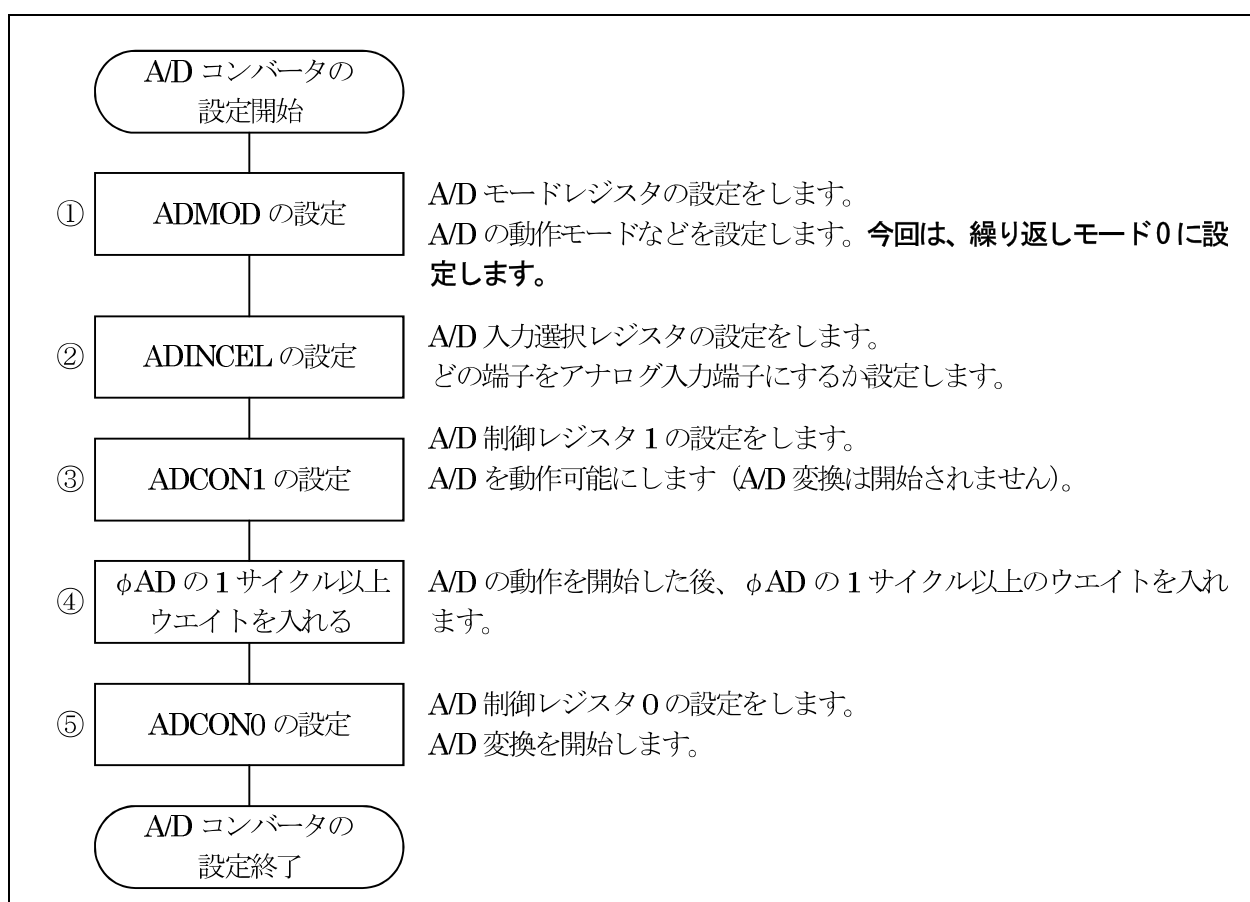 A/D コンバータの
設定開始
① ADMOD の設定
A/D モードレジスタの設定をします。
A/D の動作モードなどを設定します。今回は、繰り返しモード0に設
定します。
② ADINCEL の設定
A/D 入力選択レジスタの設定をします。
どの端子をアナログ入力端子にするか設定します。
③ ADCON1 の設定
A/D 制御レジスタ 1 の設定をします。
A/D を動作可能にします（A/D 変換は開始されません）。
④ φAD の 1 サイクル以上
ウエイトを入れる
A/D の動作を開始した後、φAD の 1 サイクル以上のウエイトを入れ
ます。
⑤ ADCON0 の設定
A/D 制御レジスタ 0 の設定をします。
A/D 変換を開始します。
A/D コンバータの
設定終了